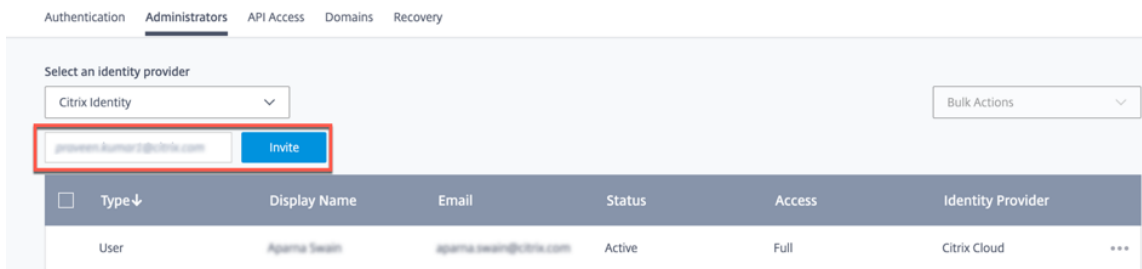 Authentication Administrators API Access Domains Recovery
Select an identity provider
Citrix Identity
Bulk Actions
Invite
Type↓ Display Name Email Status Access Identity Provider
User Active Full Citrix Cloud